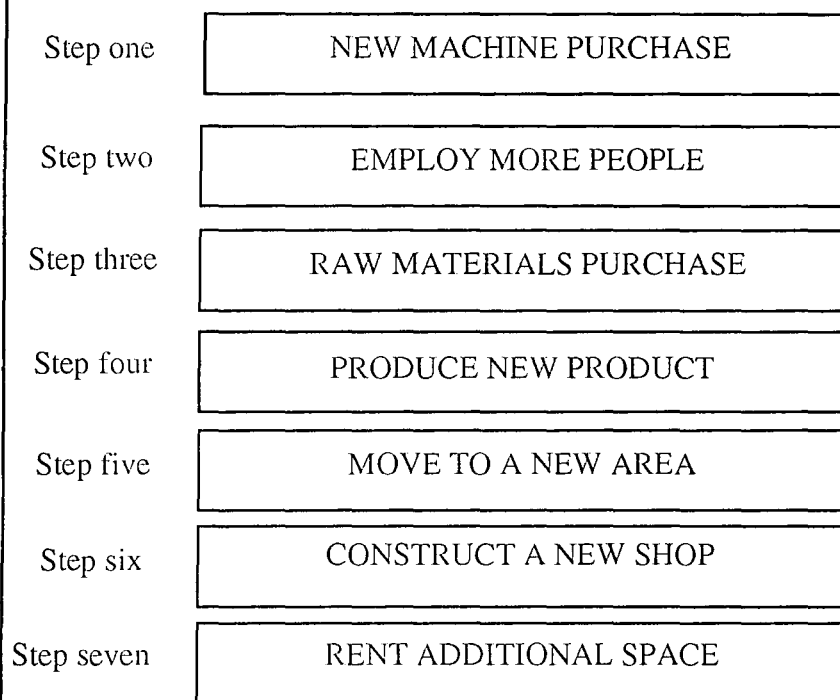 Step one NEW MACHINE PURCHASE
Step two EMPLOY MORE PEOPLE
Step three RAW MATERIALS PURCHASE
Step four PRODUCE NEW PRODUCT
Step five MOVE TO A NEW AREA
Step six CONSTRUCT A NEW SHOP
Step seven RENT ADDITIONAL SPACE